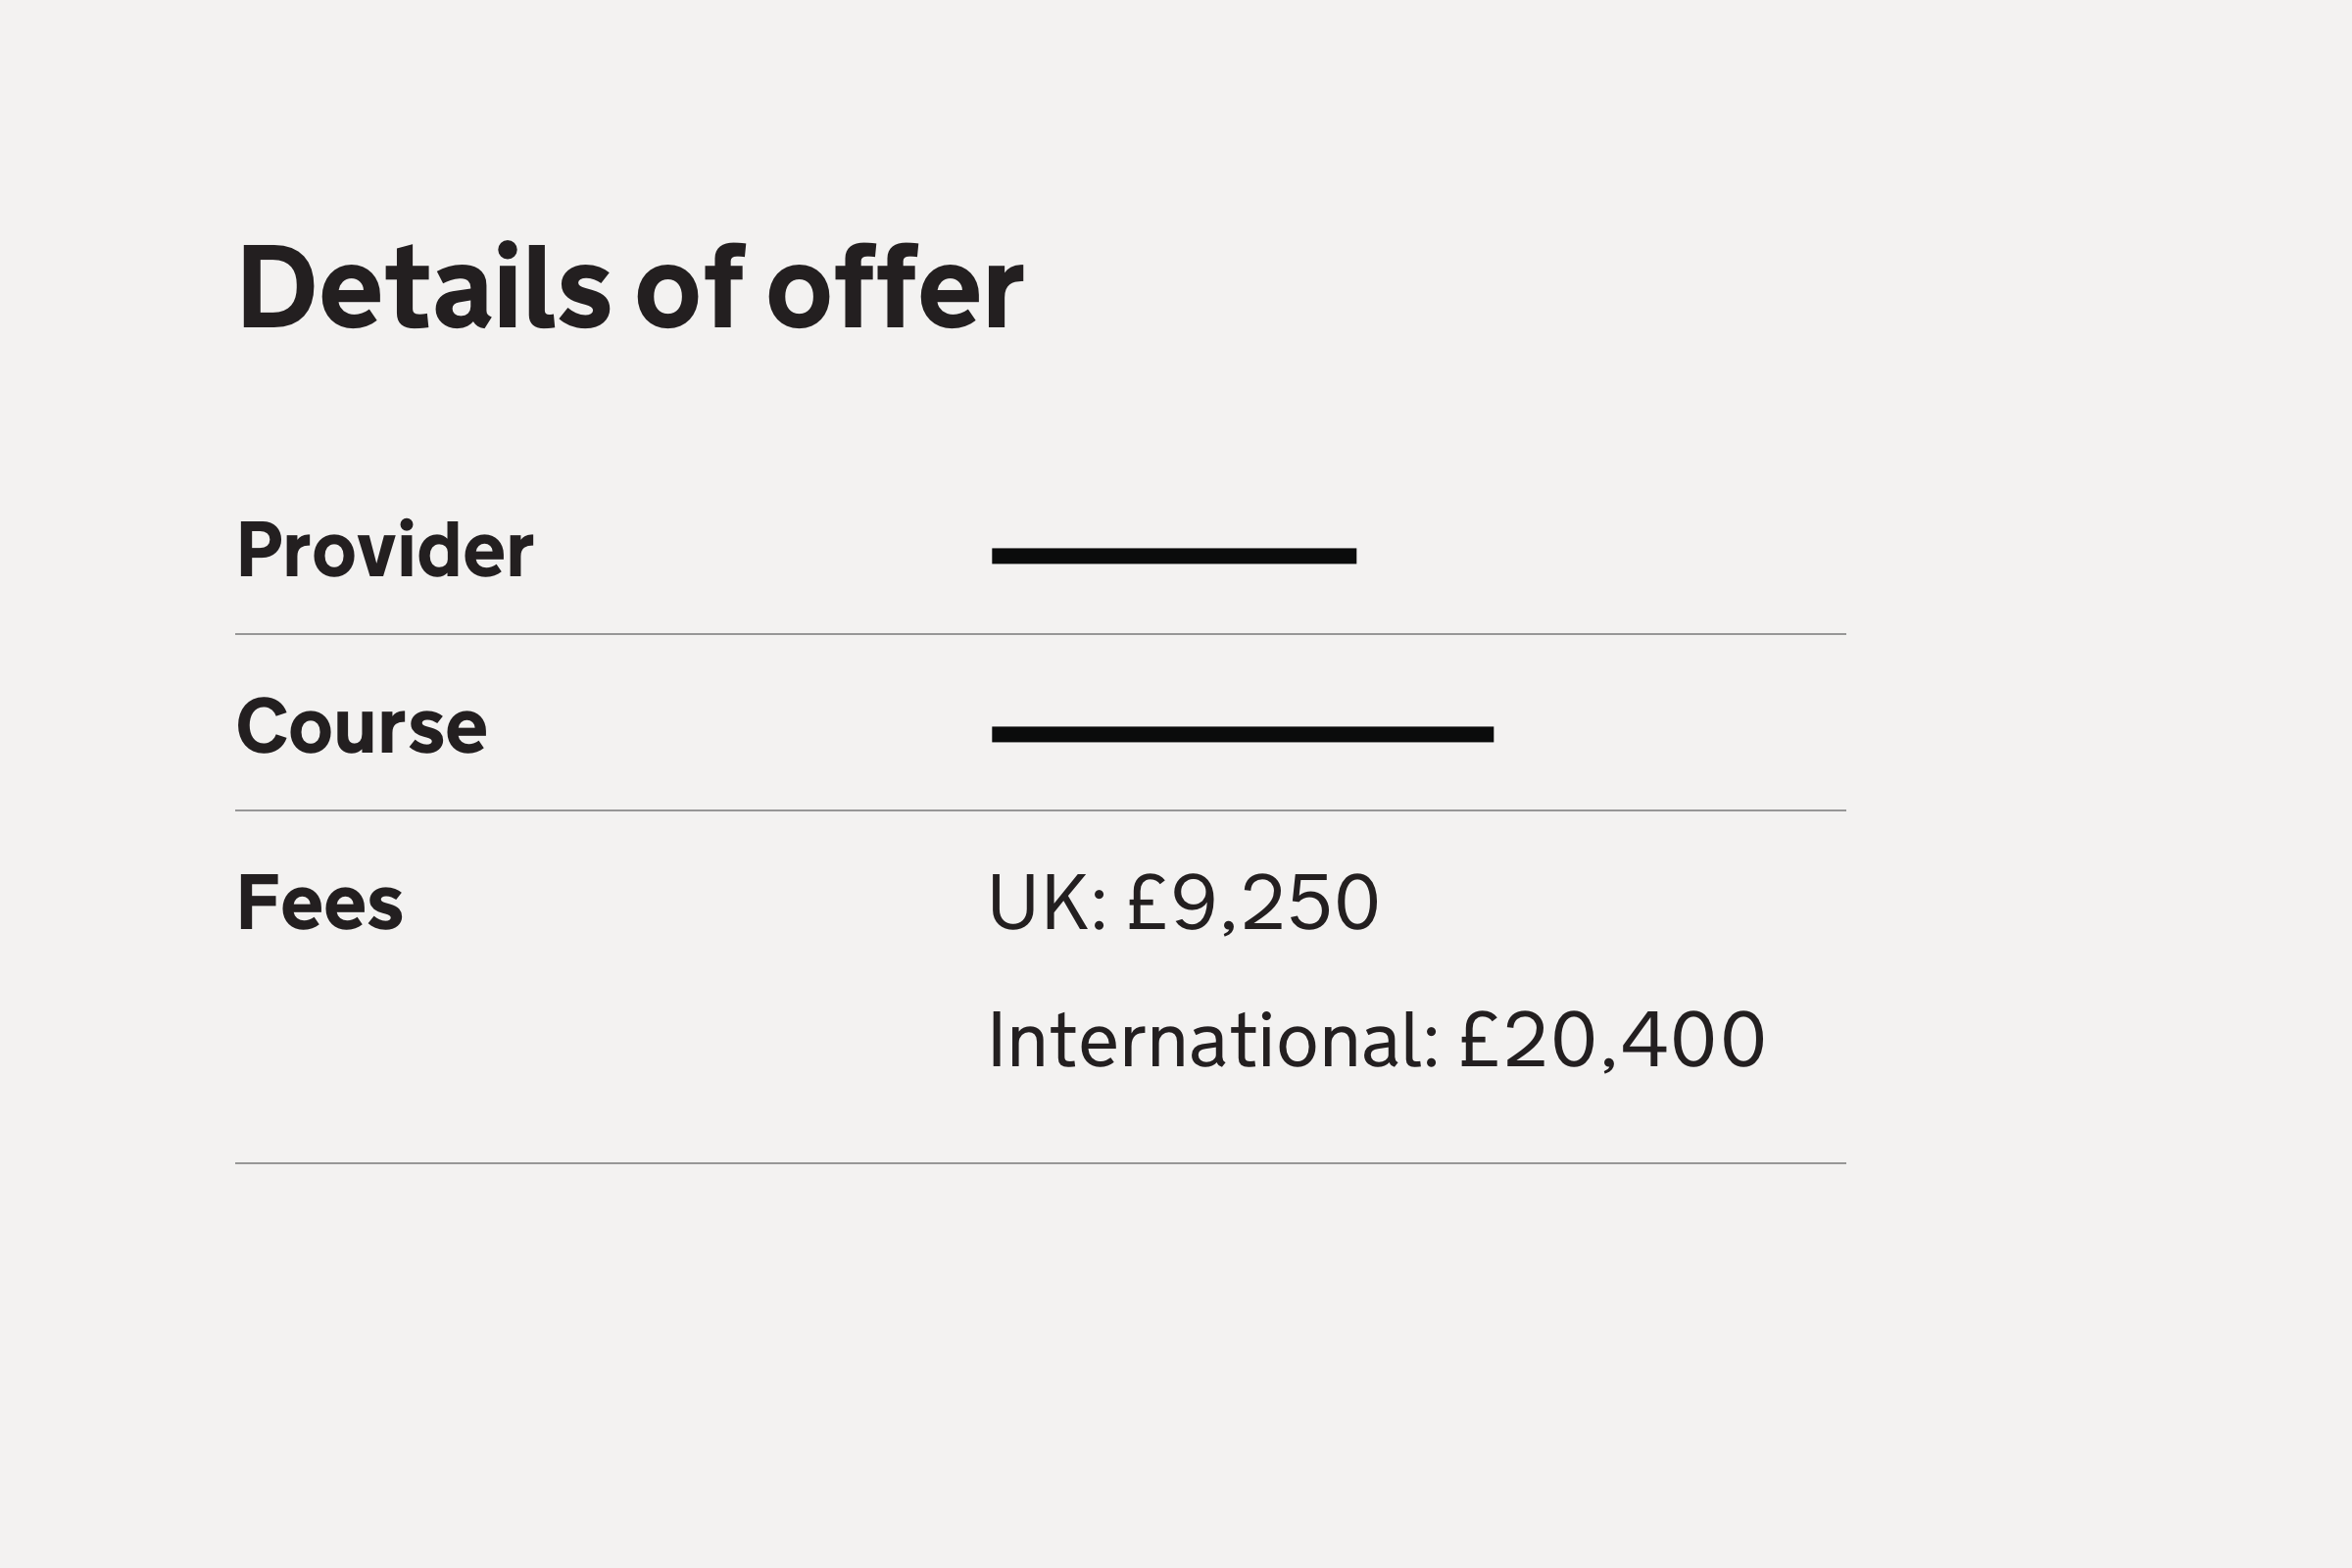 Details of offer
Provider
Course
Fees
UK: £9,250
International: £20,400